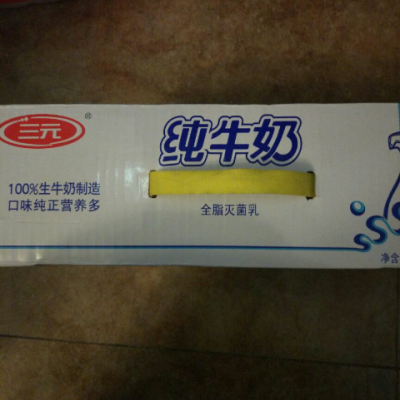 三元
®
纯牛奶
100%生牛奶制造
口味纯正营养多
全脂灭菌乳
净含